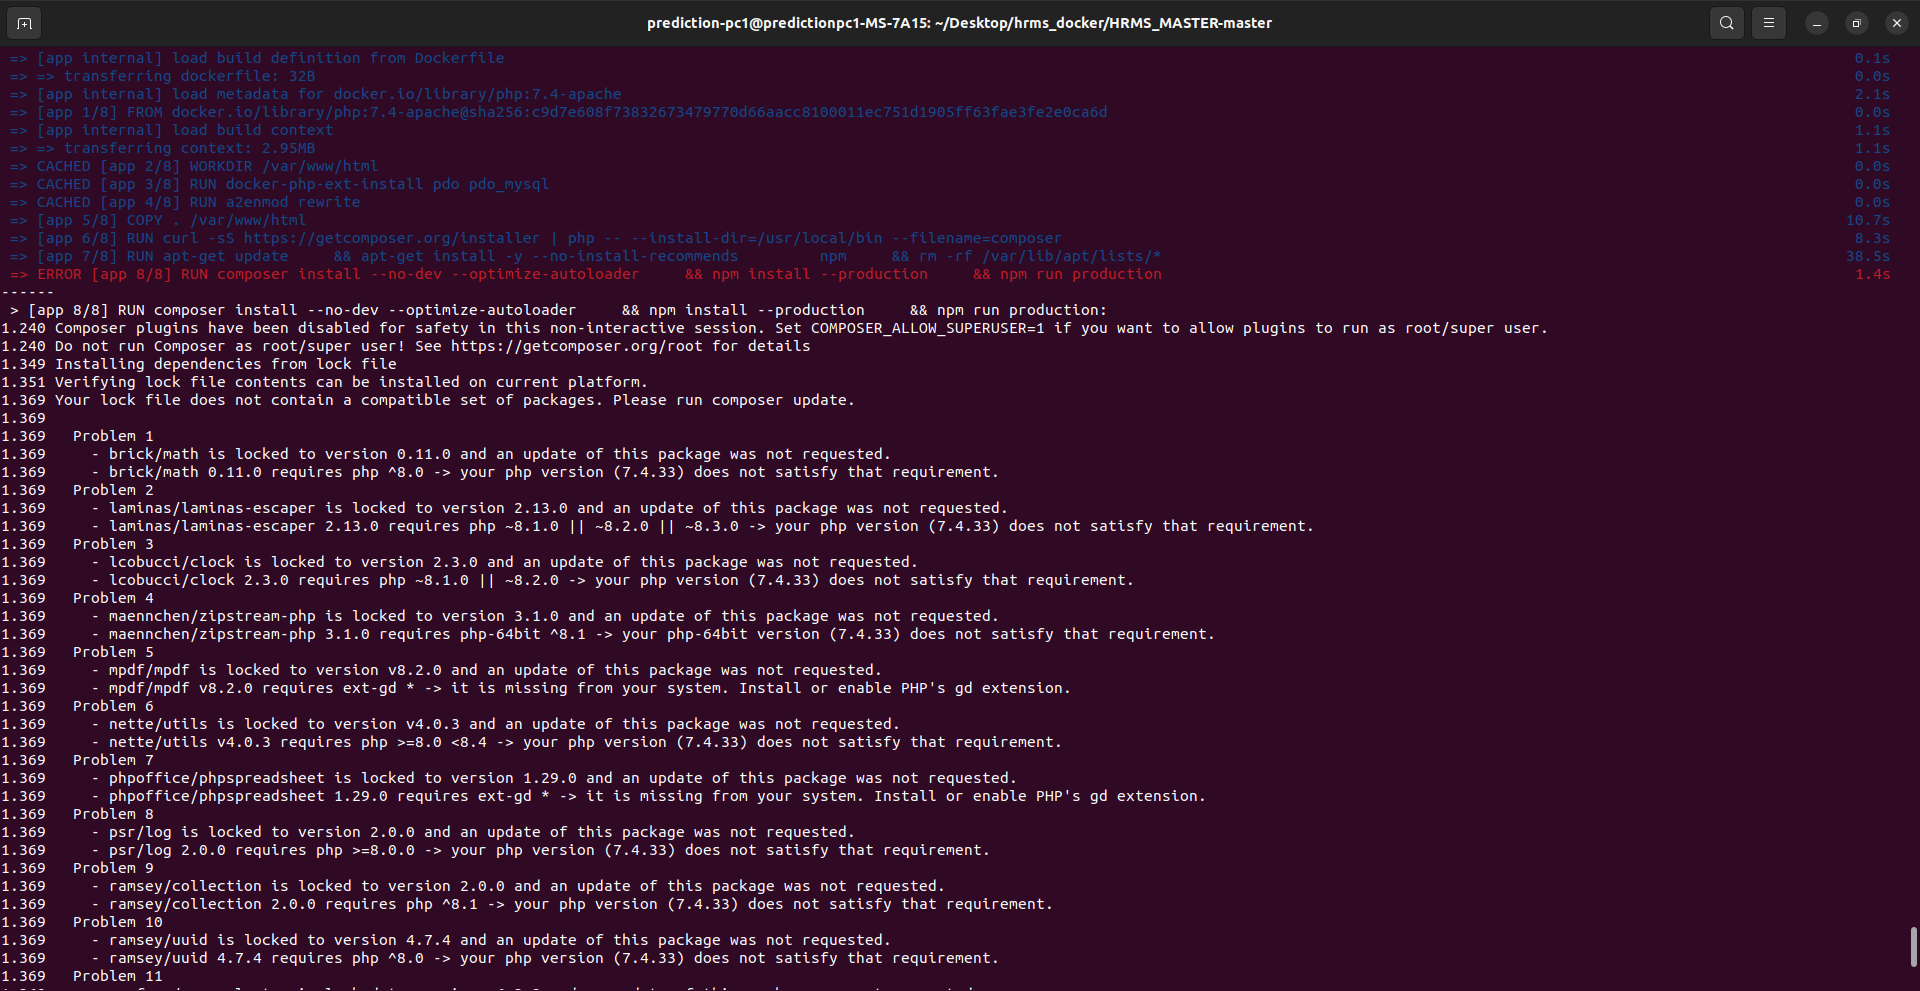 prediction-pc1@predictionpc1-MS-7A15: ~/Desktop/hrms_docker/HRMS_MASTER-master
=> [app internal] load build definition from Dockerfile 0.1s
=> => transferring dockerfile: 32B 0.0s
=> [app internal] load metadata for docker.io/library/php:7.4-apache 2.1s
=> [app 1/8] FROM docker.io/library/php:7.4-apache@sha256:c9d7e608f73832673479770d66aacc8100011ec751d1905ff63fae3fe2e0ca6d 0.0s
=> [app internal] load build context 1.1s
=> => transferring context: 2.95MB 1.1s
=> CACHED [app 2/8] WORKDIR /var/www/html 0.0s
=> CACHED [app 3/8] RUN docker-php-ext-install pdo pdo_mysql 0.0s
=> CACHED [app 4/8] RUN a2enmod rewrite 0.0s
=> [app 5/8] COPY . /var/www/html 10.7s
=> [app 6/8] RUN curl -sS https://getcomposer.org/installer | php -- --install-dir=/usr/local/bin --filename=composer 8.3s
=> [app 7/8] RUN apt-get update     && apt-get install -y --no-install-recommends         npm     && rm -rf /var/lib/apt/lists/* 38.5s
=> ERROR [app 8/8] RUN composer install --no-dev --optimize-autoloader     && npm install --production     && npm run production 1.4s
------
> [app 8/8] RUN composer install --no-dev --optimize-autoloader     && npm install --production     && npm run production:
1.240 Composer plugins have been disabled for safety in this non-interactive session. Set COMPOSER_ALLOW_SUPERUSER=1 if you want to allow plugins to run as root/super user.
1.240 Do not run Composer as root/super user! See https://getcomposer.org/root for details
1.349 Installing dependencies from lock file
1.351 Verifying lock file contents can be installed on current platform.
1.369 Your lock file does not contain a compatible set of packages. Please run composer update.
1.369
1.369   Problem 1
1.369     - brick/math is locked to version 0.11.0 and an update of this package was not requested.
1.369     - brick/math 0.11.0 requires php ^8.0 -> your php version (7.4.33) does not satisfy that requirement.
1.369   Problem 2
1.369     - laminas/laminas-escaper is locked to version 2.13.0 and an update of this package was not requested.
1.369     - laminas/laminas-escaper 2.13.0 requires php ~8.1.0 || ~8.2.0 || ~8.3.0 -> your php version (7.4.33) does not satisfy that requirement.
1.369   Problem 3
1.369     - lcobucci/clock is locked to version 2.3.0 and an update of this package was not requested.
1.369     - lcobucci/clock 2.3.0 requires php ~8.1.0 || ~8.2.0 -> your php version (7.4.33) does not satisfy that requirement.
1.369   Problem 4
1.369     - maennchen/zipstream-php is locked to version 3.1.0 and an update of this package was not requested.
1.369     - maennchen/zipstream-php 3.1.0 requires php-64bit ^8.1 -> your php-64bit version (7.4.33) does not satisfy that requirement.
1.369   Problem 5
1.369     - mpdf/mpdf is locked to version v8.2.0 and an update of this package was not requested.
1.369     - mpdf/mpdf v8.2.0 requires ext-gd * -> it is missing from your system. Install or enable PHP's gd extension.
1.369   Problem 6
1.369     - nette/utils is locked to version v4.0.3 and an update of this package was not requested.
1.369     - nette/utils v4.0.3 requires php >=8.0 <8.4 -> your php version (7.4.33) does not satisfy that requirement.
1.369   Problem 7
1.369     - phpoffice/phpspreadsheet is locked to version 1.29.0 and an update of this package was not requested.
1.369     - phpoffice/phpspreadsheet 1.29.0 requires ext-gd * -> it is missing from your system. Install or enable PHP's gd extension.
1.369   Problem 8
1.369     - psr/log is locked to version 2.0.0 and an update of this package was not requested.
1.369     - psr/log 2.0.0 requires php >=8.0.0 -> your php version (7.4.33) does not satisfy that requirement.
1.369   Problem 9
1.369     - ramsey/collection is locked to version 2.0.0 and an update of this package was not requested.
1.369     - ramsey/collection 2.0.0 requires php ^8.1 -> your php version (7.4.33) does not satisfy that requirement.
1.369   Problem 10
1.369     - ramsey/uuid is locked to version 4.7.4 and an update of this package was not requested.
1.369     - ramsey/uuid 4.7.4 requires php ^8.0 -> your php version (7.4.33) does not satisfy that requirement.
1.369   Problem 11